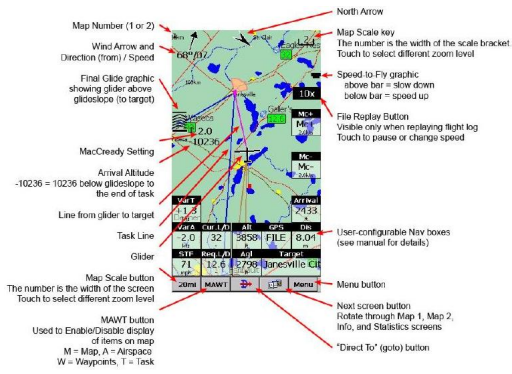 Map Number (1 or 2)
Wind Arrow and
Direction (from) / Speed
Final Glide graphic
showing glider above
glideslope (to target)
MacCready Setting
Arrival Altitude
-10236 = 10236 below glideslope to
the end of task
Line from glider to target
Task Line
Glider
Map Scale button
The number is the width of the screen
Touch to select different zoom level
MAWT button
Used to Enable/Disable display
of items on map
M = Map, A = Airspace
W = Waypoints, T = Task
68°/07
2.0
-10236
10x
Mc+
Mc+
Mc-
Mc-
VarT
+1.3
Arrival
2433
VarA
Cur.L/D
Alt
GPS
Dis
-2.0
32
3858
FILE
8.04
STF
Req.L/D
Agl
Target
71
12.6
2798
Janesville Cit
20mi
MAWT
Menu
North Arrow
Map Scale key
The number is the width of the scale bracket
Touch to select different zoom level
Speed-to-Fly graphic
above bar = slow down
below bar = speed up
File Replay Button
Visible only when replaying flight log
Touch to pause or change speed
User-configurable Nav boxes
(see manual for details)
Menu button
Next screen button
Rotate through Map 1, Map 2,
Info, and Statistics screens
"Direct To" (goto) button